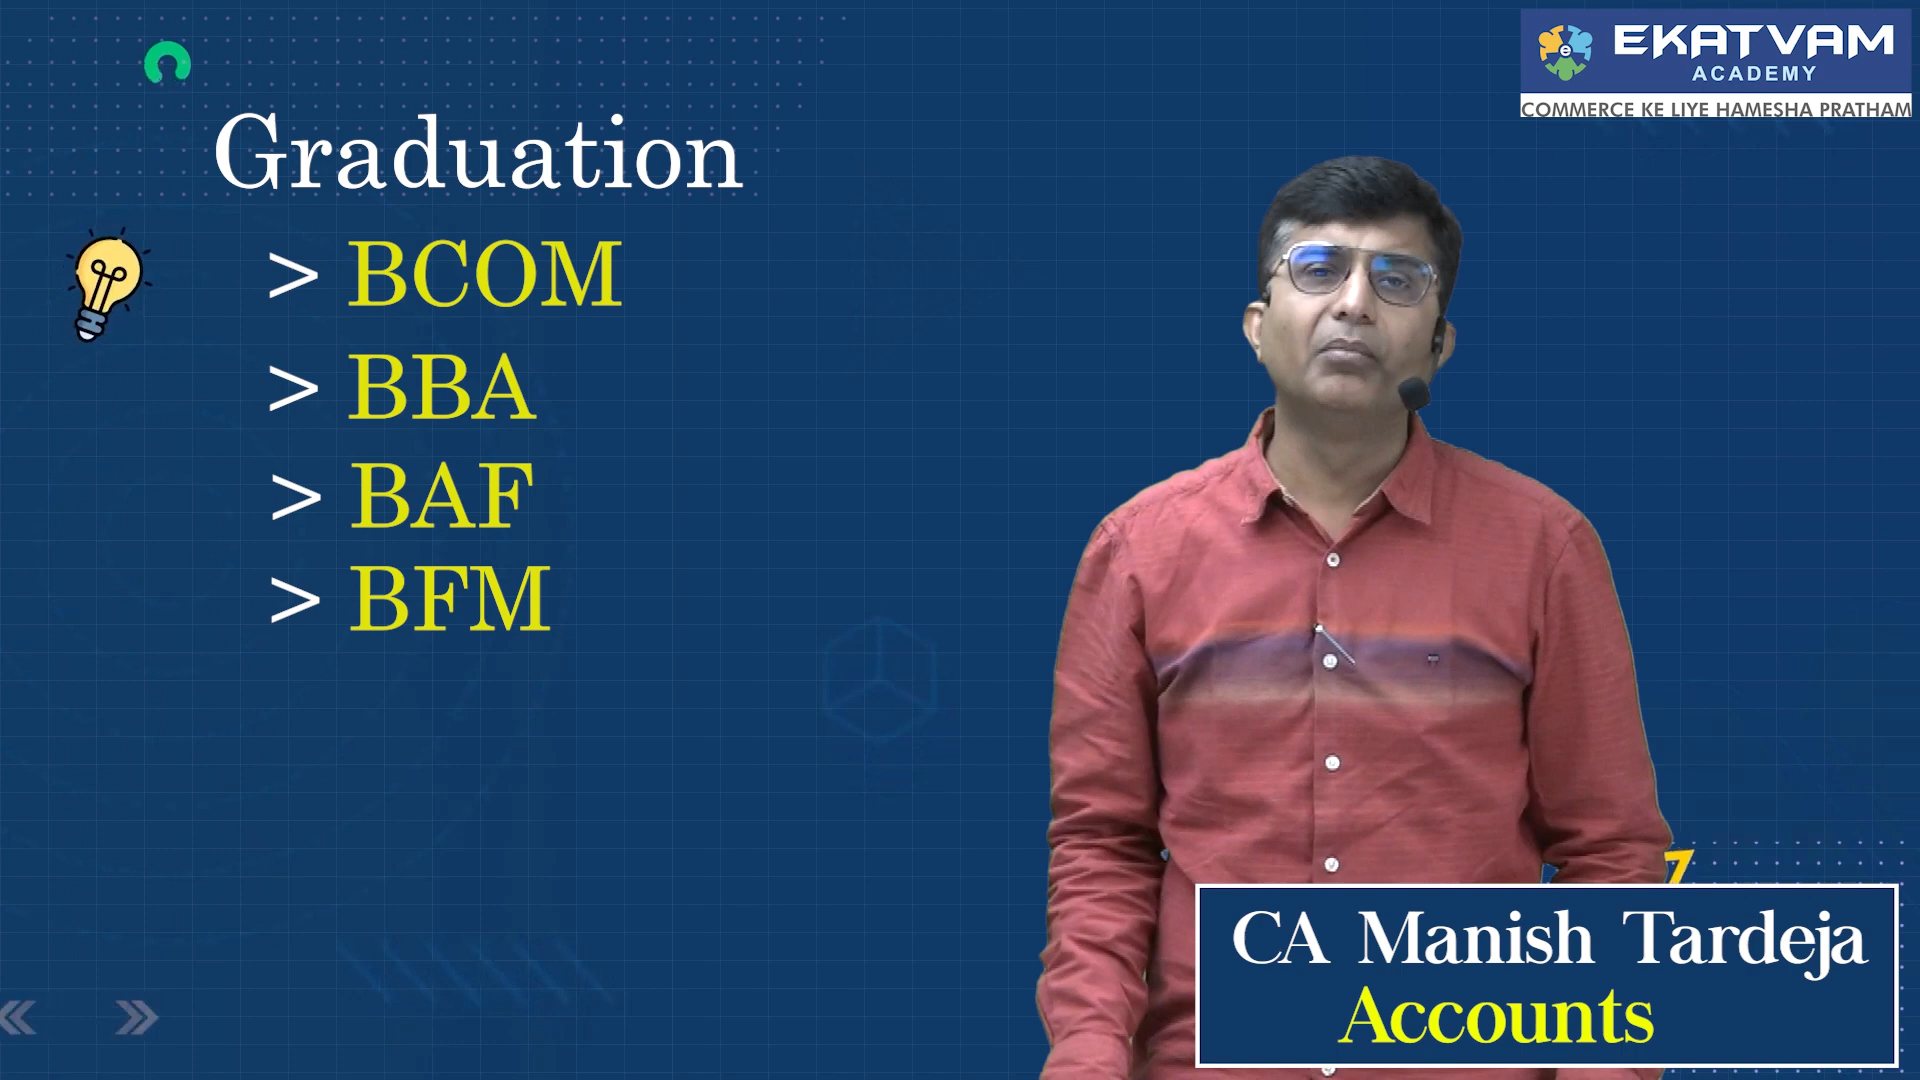 EKATVAM
ACADEMY
COMMERCE KE LIYE HAMESHA PRATHAM
Graduation
> BCOM
> BBA
> BAF
> BFM
CA Manish Tardeja
Accounts